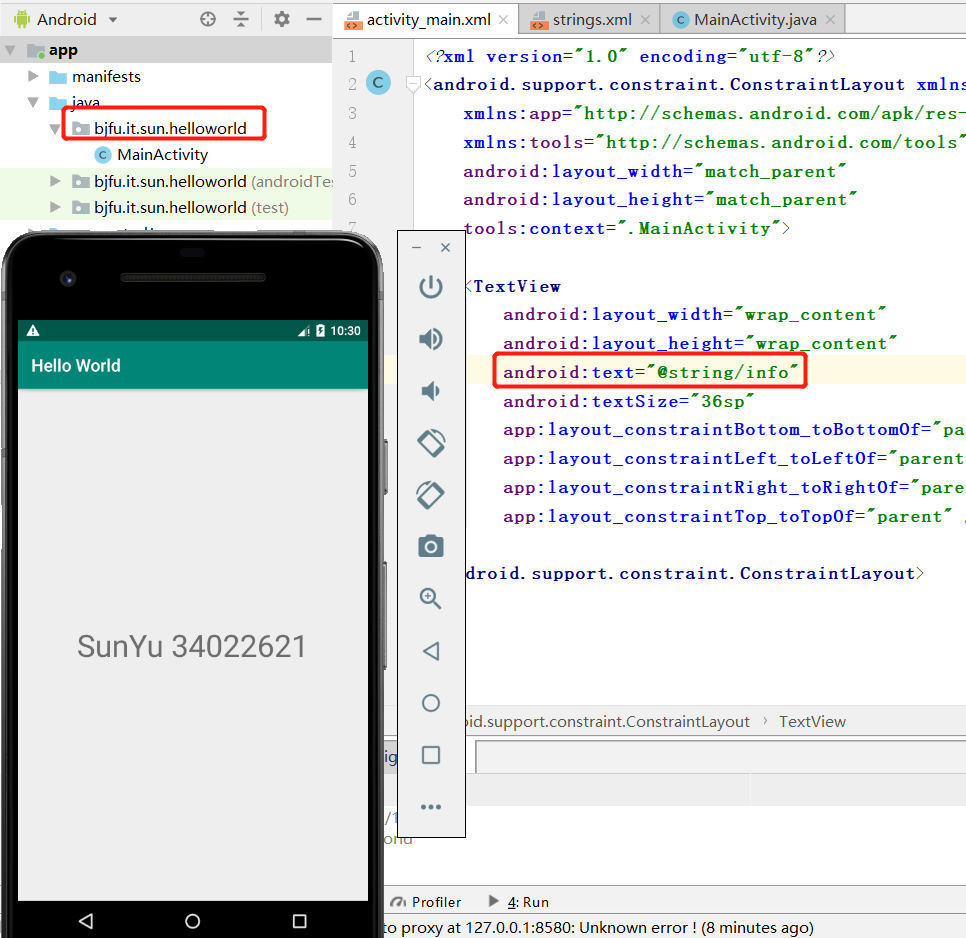 Android
app
manifests
java
bjfu.it.sun.helloworld
C MainActivity
bjfu.it.sun.helloworld (androidTes
bjfu.it.sun.helloworld (test)
activity_main.xml
strings.xml
C MainActivity.java
1 <?xml version="1.0" encoding="utf-8"?>
2 C <android.support.constraint.ConstraintLayout xmlns
3 xmlns:app="http://schemas.android.com/apk/res-
4 xmlns:tools="http://schemas.android.com/tools"
5 android:layout_width="match_parent"
6 android:layout_height="match_parent"
7 tools:context=".MainActivity">
<TextView
android:layout_width="wrap_content"
android:layout_height="wrap_content"
android:text="@string/info"
android:textSize="36sp"
app:layout_constraintBottom_toBottomOf="pa
app:layout_constraintLeft_toLeftOf="parent
app:layout_constraintRight_toRightOf="pare
app:layout_constraintTop_toTopOf="parent"
droid.support.constraint.ConstraintLayout>
10:30
Hello World
SunYu 34022621
oid.support.constraint.ConstraintLayout › TextView
Profiler
4: Run
to proxy at 127.0.0.1:8580: Unknown error ! (8 minutes ago)